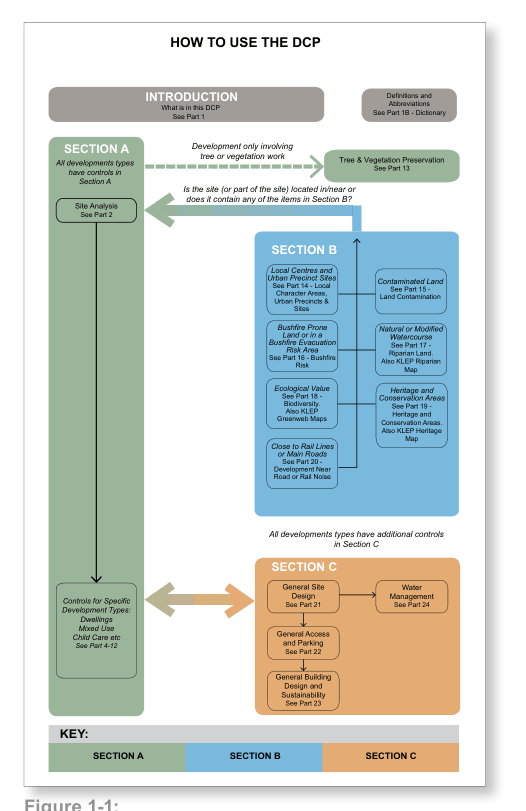 HOW TO USE THE DCP
INTRODUCTION
What is in this DCP
See Part 1
Definitions and
Abbreviations
See Part 1B - Dictionary
SECTION A
All developments types
have controls in
Section A
Development only involving
tree or vegetation work
Tree & Vegetation Preservation
See Part 13
Is the site (or part of the site) located in/near or
does it contain any of the items in Section B?
Site Analysis
See Part 2
SECTION B
Local Centres and
Urban Precinct Sites
See Part 14 - Local
Character Areas,
Urban Precincts &
Sites
Contaminated Land
See Part 15 -
Land Contamination
Bushfire Prone
Land or in a
Bushfire Evacuation
Risk Area
See Part 16 - Bushfire
Risk
Natural or Modified
Watercourse
See Part 17 -
Riparian Land.
Also KLEP Riparian
Map
Ecological Value
See Part 18 -
Biodiversity.
Also KLEP
Greenweb Maps
Heritage and
Conservation Areas
See Part 19 -
Heritage and
Conservation Areas.
Also KLEP Heritage
Map
Close to Rail Lines
or Main Roads
See Part 20 -
Development Near
Road or Rail Noise
All developments types have additional controls
in Section C
SECTION C
Controls for Specific
Development Types:
Dwellings
Mixed Use
Child Care etc
See Part 4-12
General Site
Design
See Part 21
Water
Management
See Part 24
General Access
and Parking
See Part 22
General Building
Design and
Sustainability
See Part 23
KEY:
SECTION A
SECTION B
SECTION C
Figure 1-1: